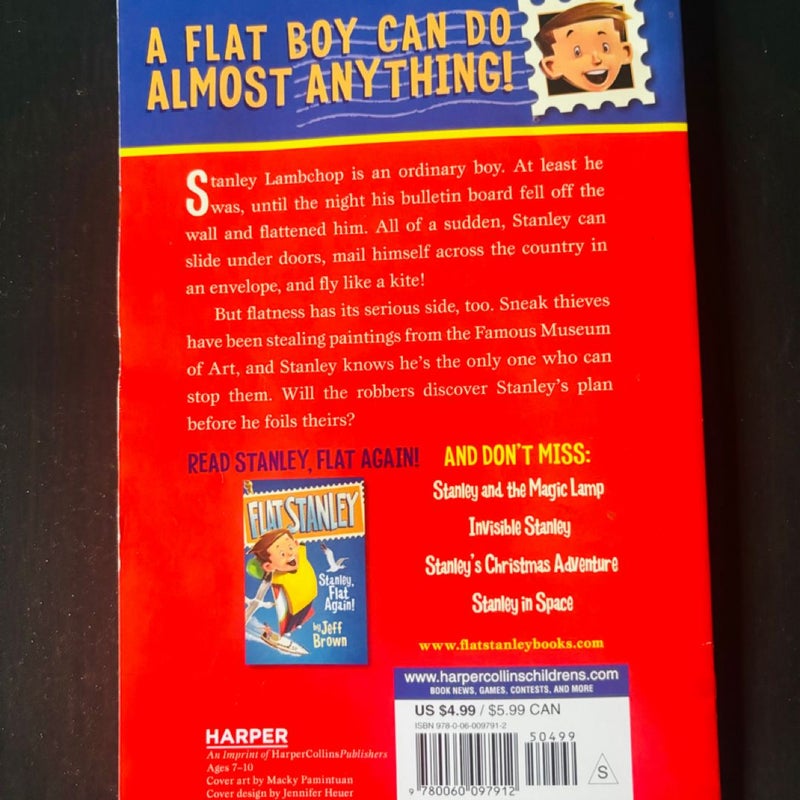 A FLAT BOY CAN DO
ALMOST ANYTHING!
Stanley Lambchop is an ordinary boy. At least he
was, until the night his bulletin board fell off the
wall and flattened him. All of a sudden, Stanley can
slide under doors, mail himself across the country in
an envelope, and fly like a kite!
But flatness has its serious side, too. Sneak thieves
have been stealing paintings from the Famous Museum
of Art, and Stanley knows he's the only one who can
stop them. Will the robbers discover Stanley's plan
before he foils theirs?
READ STANLEY, FLAT AGAIN!
FLAT STANLEY
Stanley,
Flat
Again!
by Jeff
Brown
AND DON'T MISS:
Stanley and the Magic Lamp
Invisible Stanley
Stanley's Christmas Adventure
Stanley in Space
www.flatstanleybooks.com
www.harpercollinschildrens.com
BOOK NEWS, GAMES, CONTESTS, AND MORE
US $4.99 / $5.99 CAN
ISBN 978-0-06-009791-2
50499
S
9 780060 097912
HARPER
An Imprint of HarperCollinsPublishers
Ages 7–10
Cover art by Macky Pamintuan
Cover design by Jennifer Heuer